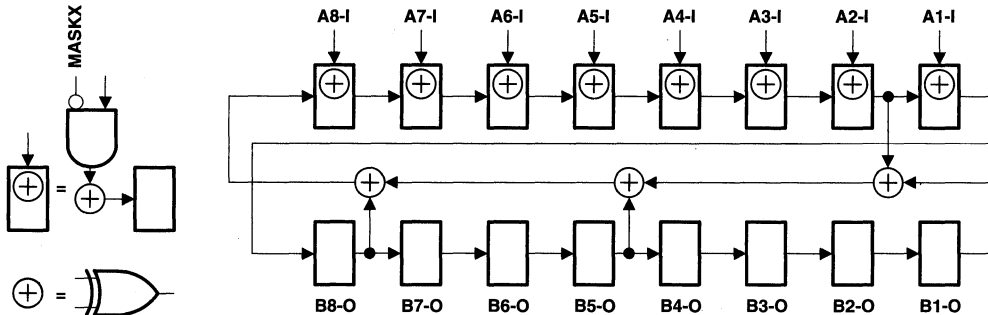 MASKX
A8-I A7-I A6-I A5-I A4-I A3-I A2-I A1-I
=
=
B8-O B7-O B6-O B5-O B4-O B3-O B2-O B1-O